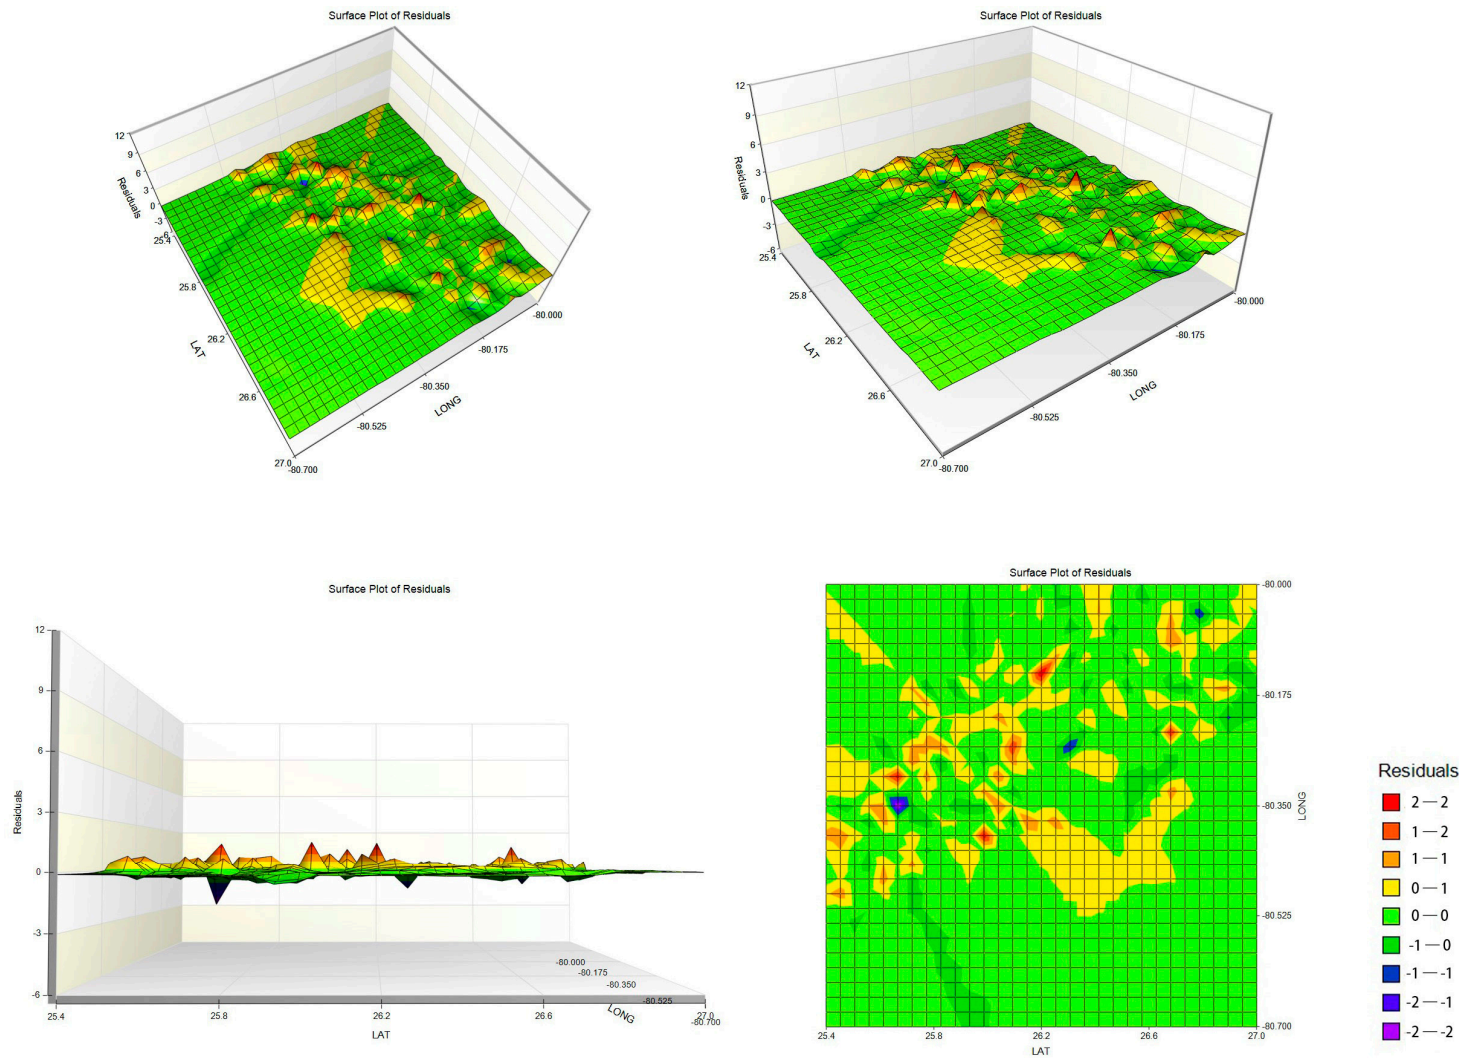 Surface Plot of Residuals
12
9
6
3
0
-3
-6
Residuals
25.4
25.8
26.2
26.6
27.0
LAT
-80.700
-80.525
-80.350
-80.175
-80.000
LONG
Surface Plot of Residuals
12
9
6
3
0
-3
-6
Residuals
25.4
25.8
26.2
26.6
27.0
LAT
-80.700
-80.525
-80.350
-80.175
-80.000
LONG
Surface Plot of Residuals
12
9
6
3
0
-3
-6
Residuals
-80.000
-80.175
-80.350
-80.525
-80.700
LONG
25.4
25.8
26.2
26.6
27.0
LAT
Surface Plot of Residuals
-80.000
-80.175
-80.350
-80.525
-80.700
LONG
25.4
25.8
26.2
26.6
27.0
LAT
Residuals
2 — 2
1 — 2
1 — 1
0 — 1
0 — 0
-1 — 0
-1 — -1
-2 — -1
-2 — -2